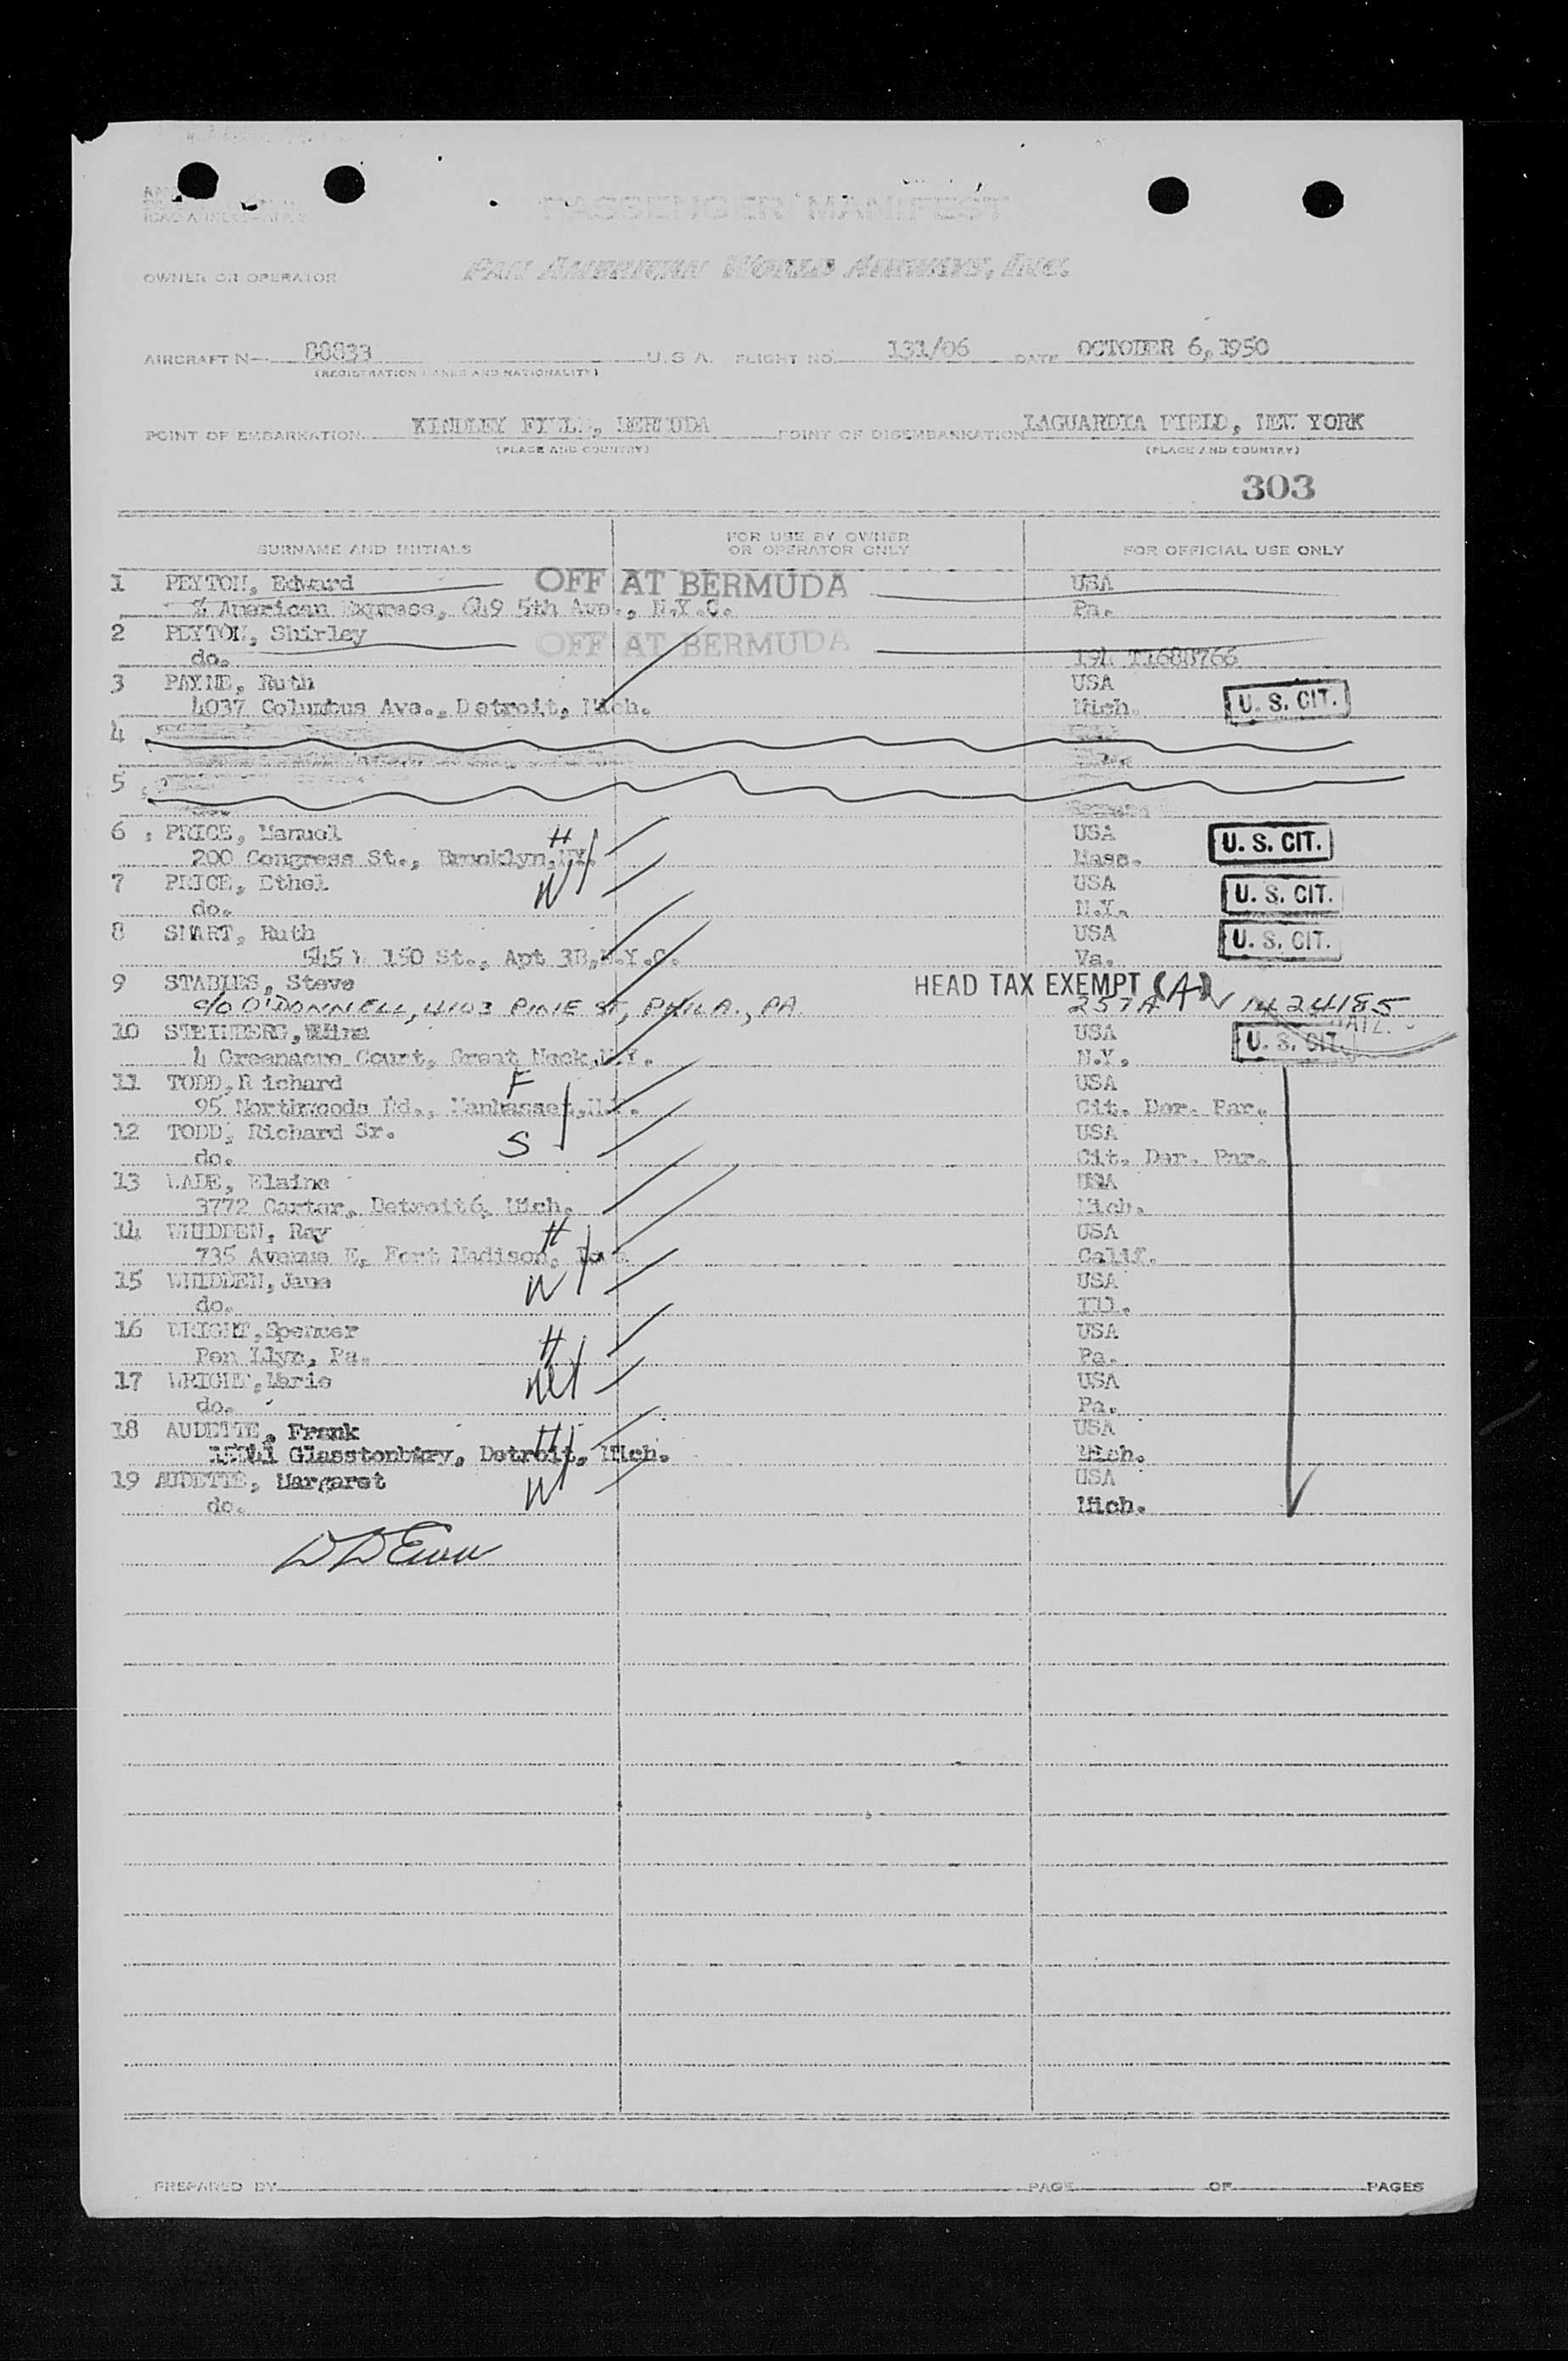 PASSENGER MANIFEST
OWNER OR OPERATOR PAN AMERICAN WORLD AIRWAYS, INC.
AIRCRAFT N- 88833 U.S.A. FLIGHT NO. 131/06 DATE OCTOBER 6, 1950
(REGISTRATION MARKS AND NATIONALITY)
POINT OF EMBARKATION KINDLEY FIELD, BERMUDA POINT OF DISEMBARKATION LAGUARDIA FIELD, NEW YORK
(PLACE AND COUNTRY) (PLACE AND COUNTRY)
303
SURNAME AND INITIALS FOR USE BY OWNER OR OPERATOR ONLY FOR OFFICIAL USE ONLY
1 PEYTON, Edward OFF AT BERMUDA USA
% American Express, 649 5th Ave., N.Y.C. Pa.
2 PEYTON, Shirley OFF AT BERMUDA
do. 194 T1688766
3 PAYNE, Ruth USA
4037 Columbus Ave., Detroit, Mich. Mich. U. S. CIT.
4
5
6 PRICE, Manuel H USA
200 Congress St., Brooklyn, NY. Mass. U. S. CIT.
7 PRICE, Ethel W USA
do. N.Y. U. S. CIT.
8 SMART, Ruth USA
545 W 150 St., Apt 3B, N.Y.C. Va. U. S. CIT.
9 STABLES, Steve HEAD TAX EXEMPT (A)
c/o O'DONNELL, 4103 PINE ST, PHILA., PA. 257A V 1424185
10 STEINBERG, USA
4 Greenacre Court, Great Neck, N.Y. N.Y. U. S. CIT.
11 TODD, Richard F USA
95 Northwoods Rd., Manhasset, N.Y. Cit. Der. Par.
12 TODD, Richard Sr. S USA
do. Cit. Der. Par.
13 WADE, Elaine USA
3772 Carter, Detroit 6, Mich. Mich.
14 WHIDDEN, Ray H USA
735 Avenue E, Fort Madison, Iowa Calif.
15 WHIDDEN, Jane W USA
do. Ill.
16 WRIGHT, Spencer H USA
Pen Llyn, Pa. Pa.
17 WRIGHT, Marie W USA
do. Pa.
18 AUDETTE, Frank H USA
Glasstonbury, Detroit, Mich. Mich.
19 AUDETTE, Margaret W USA
do. Mich.
PREPARED BY PAGE OF PAGES